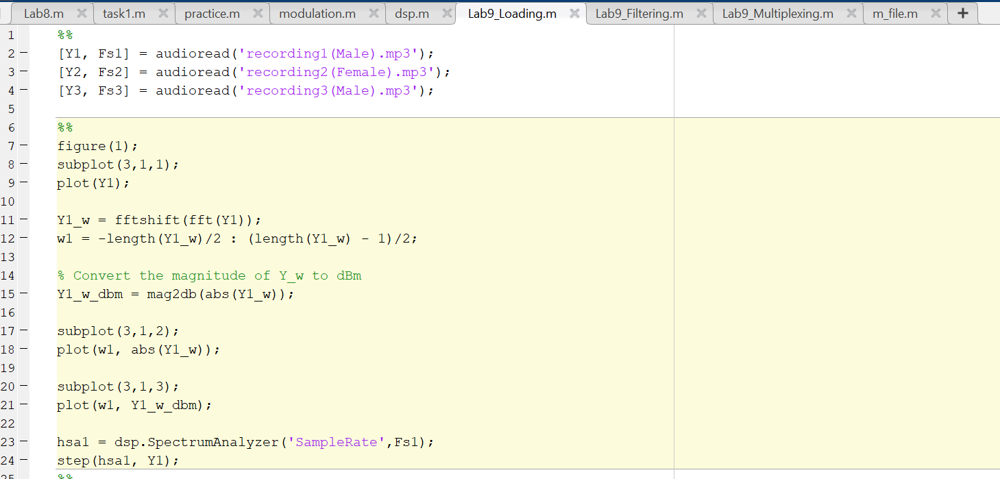 Lab8.m task1.m practice.m modulation.m dsp.m Lab9_Loading.m Lab9_Filtering.m Lab9_Multiplexing.m m_file.m +
1 %%
2 [Y1, Fs1] = audioread('recording1(Male).mp3');
3 [Y2, Fs2] = audioread('recording2(Female).mp3');
4 [Y3, Fs3] = audioread('recording3(Male).mp3');
5
6 %%
7 figure(1);
8 subplot(3,1,1);
9 plot(Y1);
10
11 Y1_w = fftshift(fft(Y1));
12 w1 = -length(Y1_w)/2 : (length(Y1_w) - 1)/2;
13
14 % Convert the magnitude of Y_w to dBm
15 Y1_w_dbm = mag2db(abs(Y1_w));
16
17 subplot(3,1,2);
18 plot(w1, abs(Y1_w));
19
20 subplot(3,1,3);
21 plot(w1, Y1_w_dbm);
22
23 hsa1 = dsp.SpectrumAnalyzer('SampleRate',Fs1);
24 step(hsa1, Y1);
25 %%